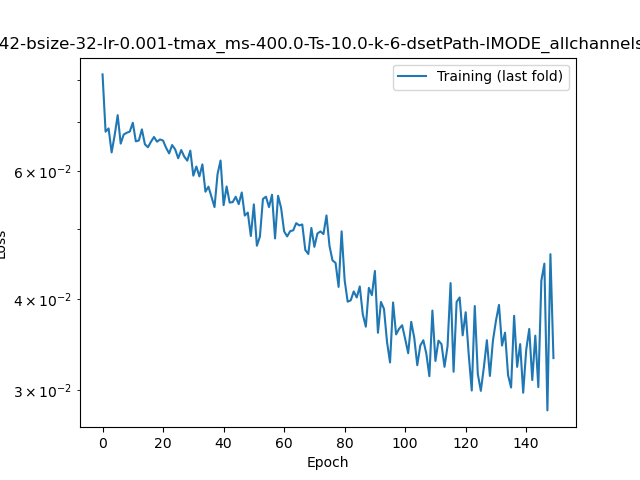 42-bsize-32-lr-0.001-tmax_ms-400.0-Ts-10.0-k-6-dsetPath-IMODE_allchannels
Training (last fold)
6 × 10⁻²
4 × 10⁻²
3 × 10⁻²
Loss
0 20 40 60 80 100 120 140
Epoch